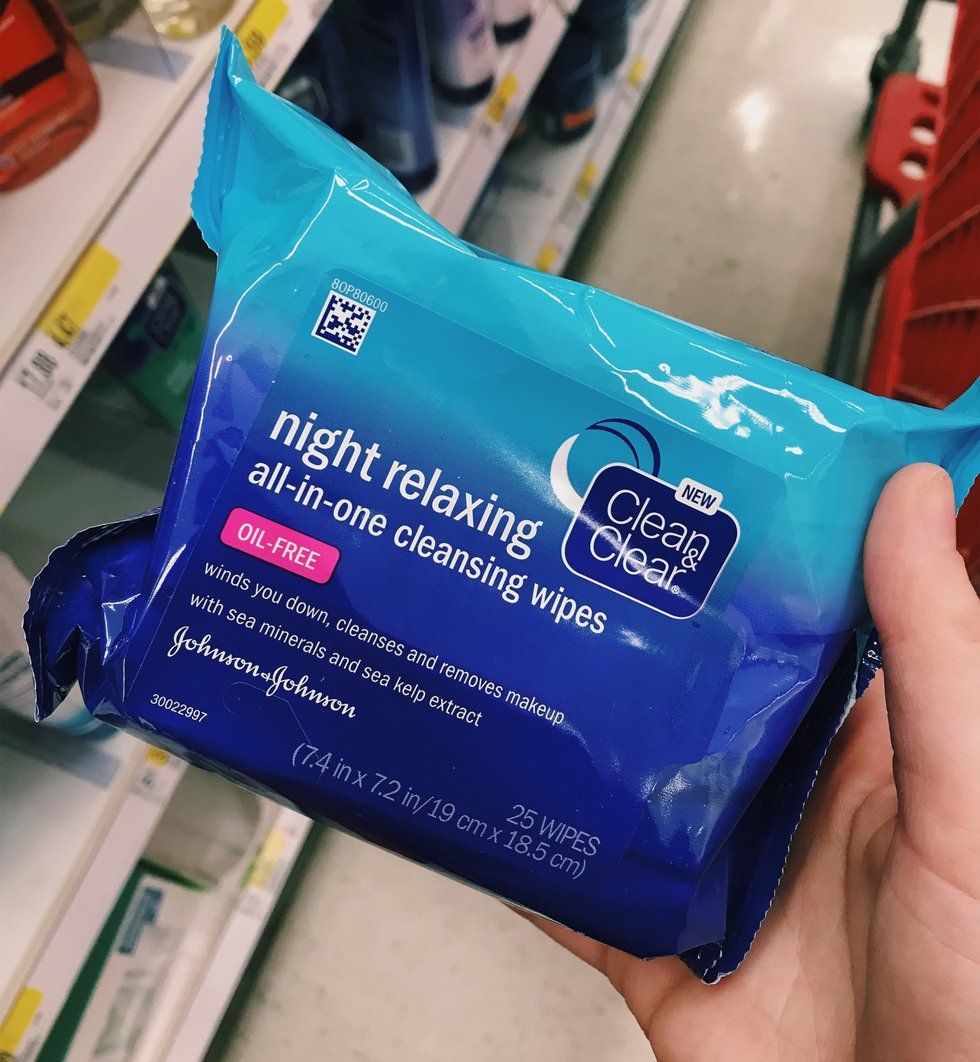 80P80600
night relaxing
all-in-one cleansing wipes
NEW
Clean
&
Clear®
™
OIL-FREE
winds you down, cleanses and removes makeup
with sea minerals and sea kelp extract
Johnson & Johnson
30022997
25 WIPES
(7.4 in x 7.2 in/19 cm x 18.5 cm)